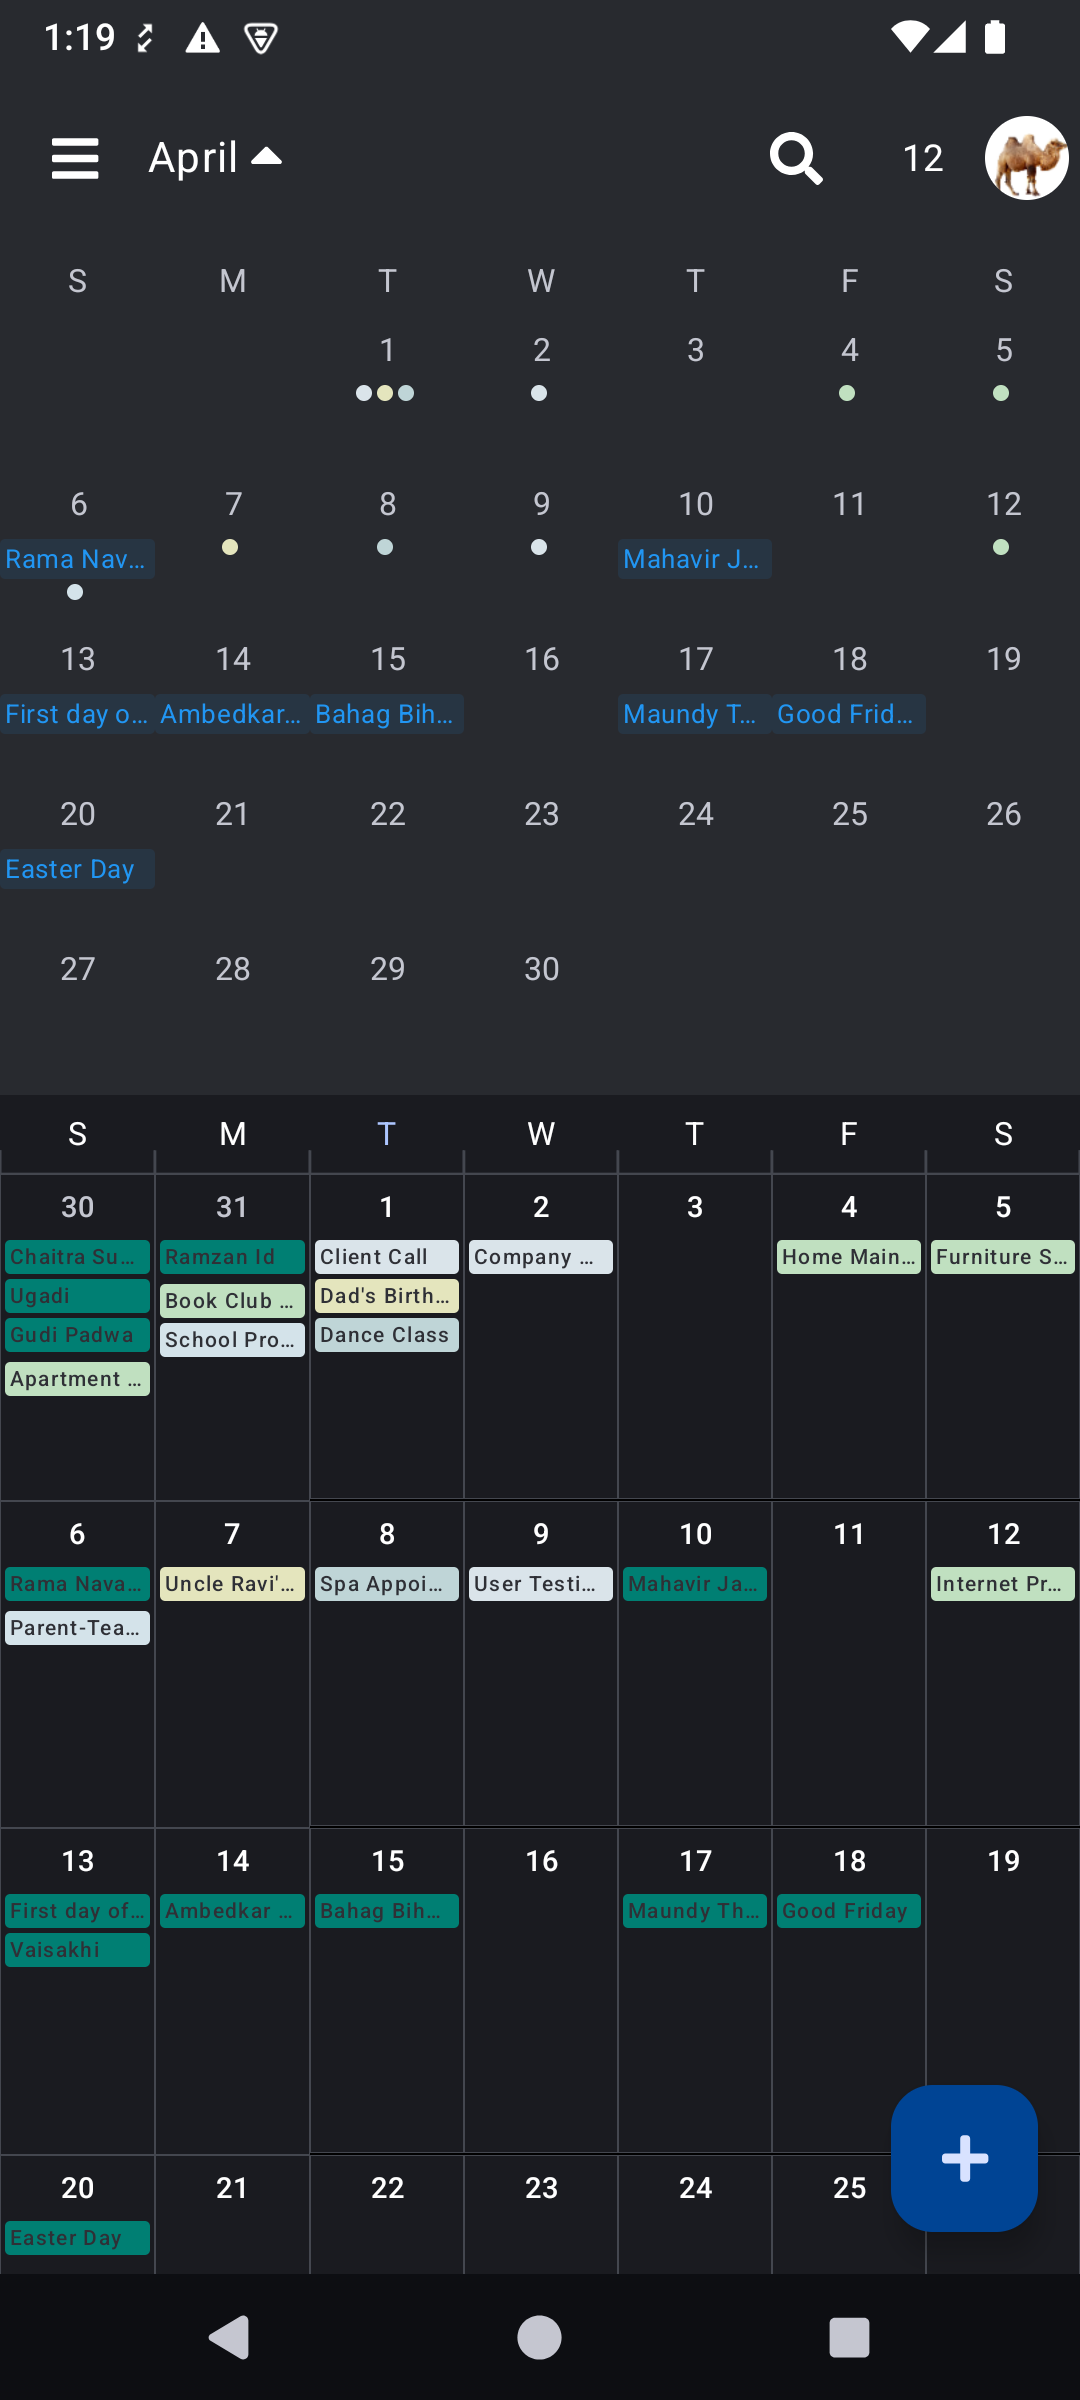 1:19
April
12
S M T W T F S
1 2 3 4 5
6 7 8 9 10 11 12
Rama Nav... Mahavir J...
13 14 15 16 17 18 19
First day o... Ambedkar... Bahag Bih... Maundy T... Good Frid...
20 21 22 23 24 25 26
Easter Day
27 28 29 30
S M T W T F S
30 31 1 2 3 4 5
Chaitra Su... Ramzan Id Client Call Company ... Home Main... Furniture S...
Ugadi Book Club ... Dad's Birth...
Gudi Padwa School Pro... Dance Class
Apartment ...
6 7 8 9 10 11 12
Rama Nava... Uncle Ravi'... Spa Appoi... User Testi... Mahavir Ja... Internet Pr...
Parent-Tea...
13 14 15 16 17 18 19
First day of... Ambedkar ... Bahag Bih... Maundy Th... Good Friday
Vaisakhi
20 21 22 23 24 25
Easter Day